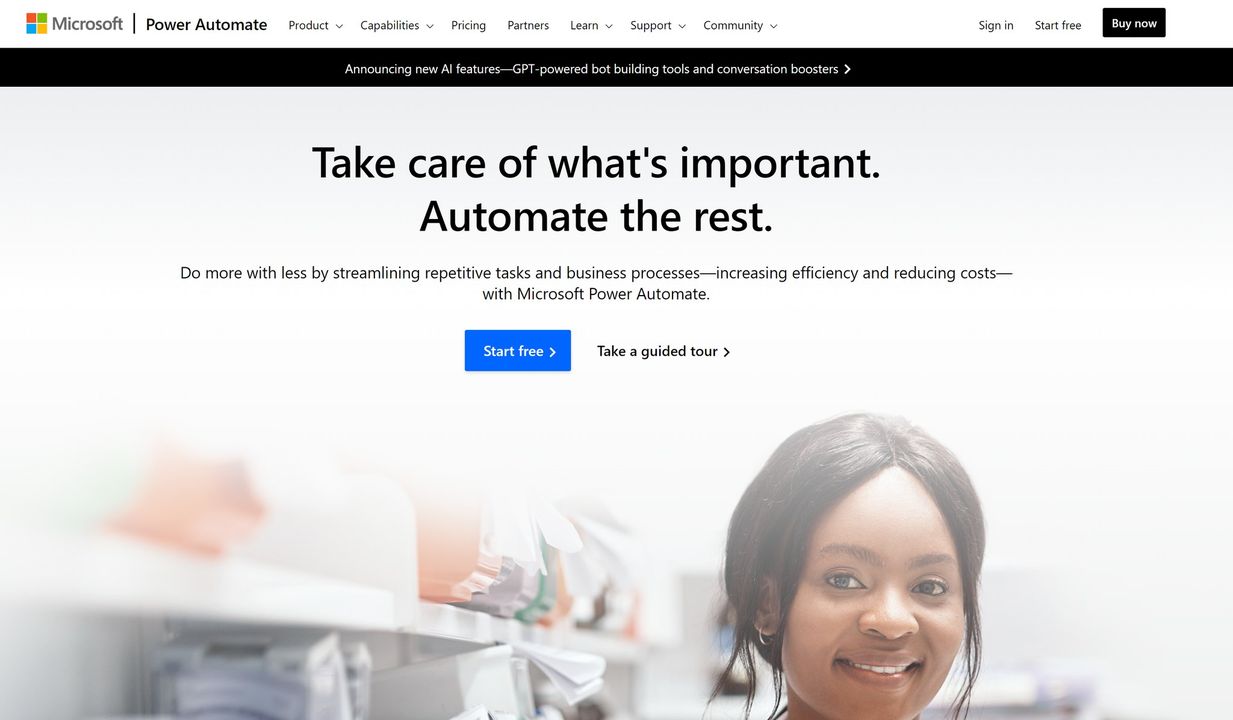 Microsoft | Power Automate Product Capabilities Pricing Partners Learn Support Community Sign in Start free Buy now
Announcing new AI features—GPT-powered bot building tools and conversation boosters
Take care of what's important.
Automate the rest.
Do more with less by streamlining repetitive tasks and business processes—increasing efficiency and reducing costs—
with Microsoft Power Automate.
Start free Take a guided tour